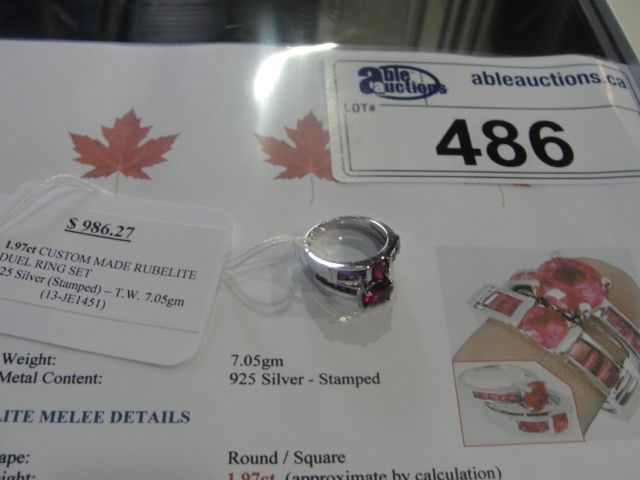 able
auctions
ableauctions.ca
LOT#
486
$ 986.27
1.97ct CUSTOM MADE RUBELITE
DUEL RING SET
25 Silver (Stamped) – T.W. 7.05gm
(13-JE1451)
Weight: 7.05gm
Metal Content: 925 Silver - Stamped
LITE MELEE DETAILS
ape: Round / Square
ight: 1.97ct (approximate by calculation)